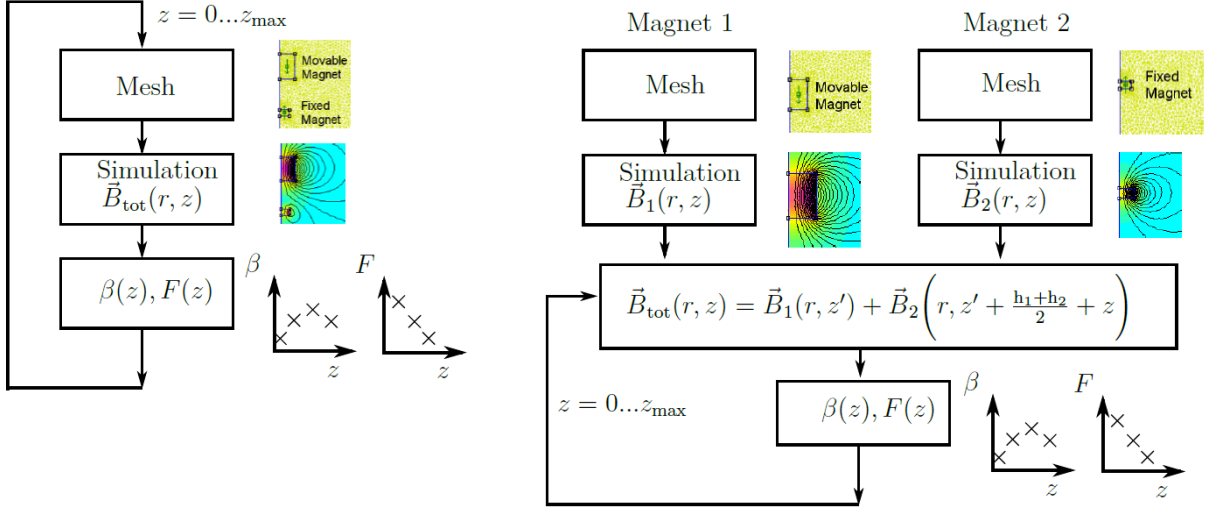 z = 0...z_max
Mesh
Movable
Magnet
Fixed
Magnet
Simulation
B⃗_tot(r, z)
β(z), F(z)
β
z
F
z
Magnet 1
Magnet 2
Mesh
Movable
Magnet
Mesh
Fixed
Magnet
Simulation
B⃗_1(r, z)
Simulation
B⃗_2(r, z)
B⃗_tot(r, z) = B⃗_1(r, z′) + B⃗_2(r, z′ + (h_1+h_2)/2 + z)
z = 0...z_max
β(z), F(z)
β
z
F
z